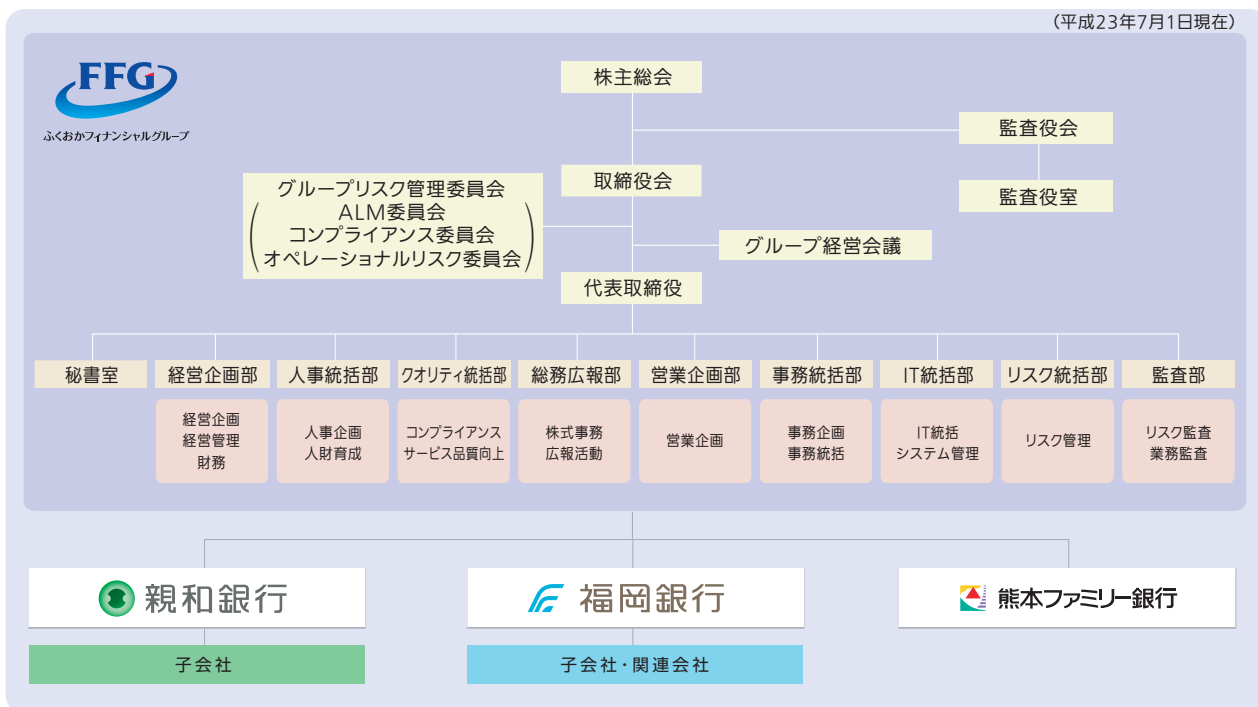 (平成23年7月1日現在)
FFG
ふくおかフィナンシャルグループ
株主総会
監査役会
監査役室
取締役会
グループリスク管理委員会
ALM委員会
コンプライアンス委員会
オペレーショナルリスク委員会
グループ経営会議
代表取締役
秘書室
経営企画部
人事統括部
クオリティ統括部
総務広報部
営業企画部
事務統括部
IT統括部
リスク統括部
監査部
経営企画
経営管理
財務
人事企画
人財育成
コンプライアンス
サービス品質向上
株式事務
広報活動
営業企画
事務企画
事務統括
IT統括
システム管理
リスク管理
リスク監査
業務監査
親和銀行
福岡銀行
熊本ファミリー銀行
子会社
子会社・関連会社